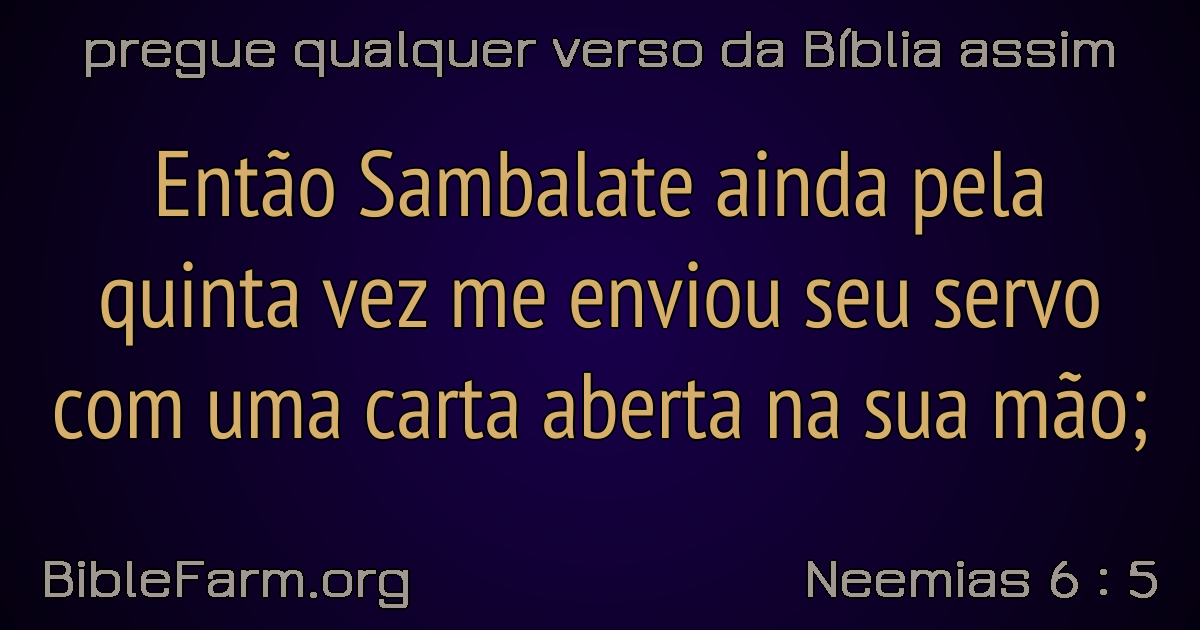 pregue qualquer verso da Bíblia assim
Então Sambalate ainda pela
quinta vez me enviou seu servo
com uma carta aberta na sua mão;
BibleFarm.org
Neemias 6 : 5